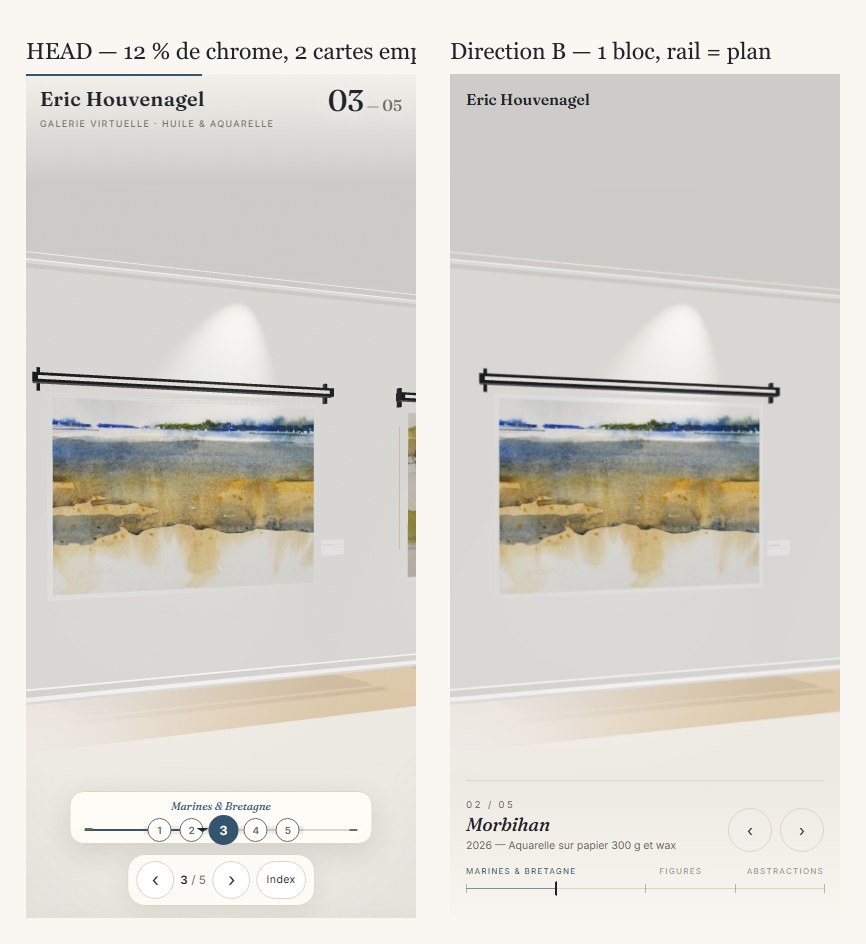 HEAD — 12 % de chrome, 2 cartes emp
Eric Houvenagel
03 — 05
GALERIE VIRTUELLE · HUILE & AQUARELLE
Marines & Bretagne
1 2 3 4 5
‹ 3 / 5 › Index
Direction B — 1 bloc, rail = plan
Eric Houvenagel
02 / 05
Morbihan
2026 — Aquarelle sur papier 300 g et wax
‹ ›
MARINES & BRETAGNE FIGURES ABSTRACTIONS